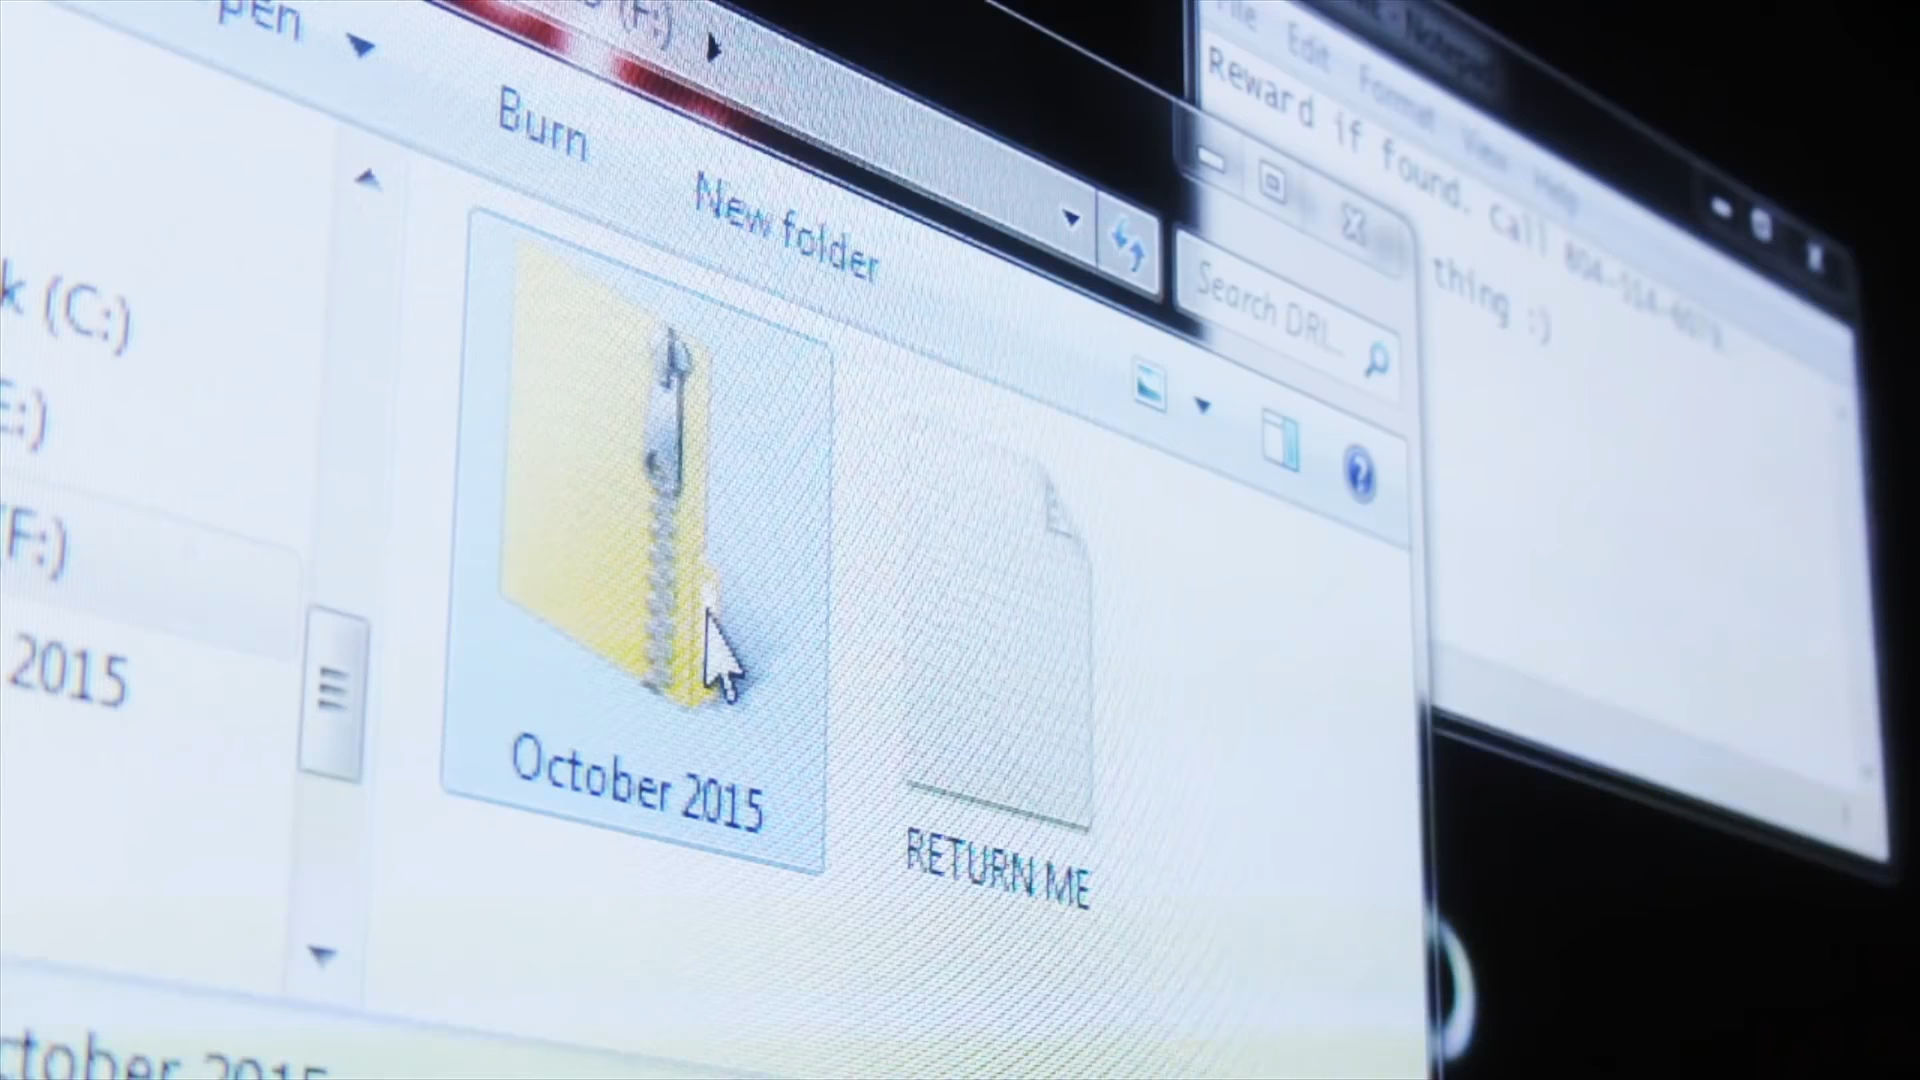 (F:)
Burn
New folder
Search DRI...
k (C:)
E:)
(F:)
2015
October 2015
RETURN ME
ctober 2015
File Edit Format View Help
Reward if found. Call
thing :)